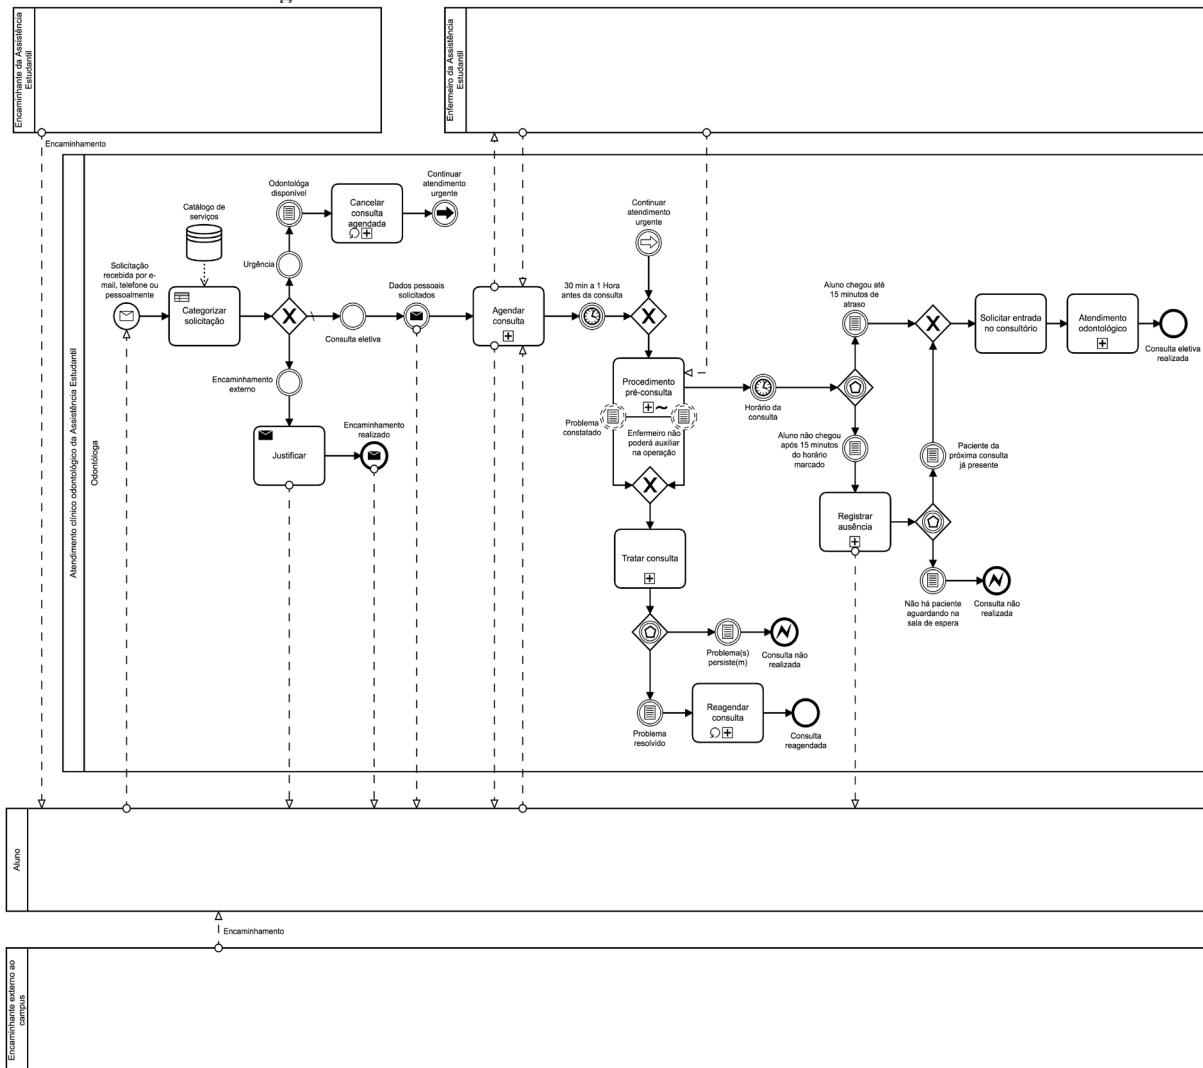 Encaminhante da Assistência
Estudantil
Enfermeiro da Assistência
Estudantil
Encaminhamento
Atendimento clínico odontológico da Assistência Estudantil
Odontóloga
Solicitação
recebida por e-
mail, telefone ou
pessoalmente
Catálogo de
serviços
Categorizar
solicitação
Odontológa
disponível
Cancelar
consulta
agendada
Continuar
atendimento
urgente
Urgência
Consulta eletiva
Dados pessoais
solicitados
Encaminhamento
externo
Justificar
Encaminhamento
realizado
Agendar
consulta
30 min a 1 Hora
antes da consulta
Continuar
atendimento
urgente
Procedimento
pré-consulta
Problema
constatado
Enfermeiro não
poderá auxiliar
na operação
Tratar consulta
Problema(s)
persiste(m)
Consulta não
realizada
Problema
resolvido
Reagendar
consulta
Consulta
reagendada
Horário da
consulta
Aluno chegou até
15 minutos de
atraso
Aluno não chegou
após 15 minutos
do horário
marcado
Registrar
ausência
Paciente da
próxima consulta
já presente
Não há paciente
aguardando na
sala de espera
Consulta não
realizada
Solicitar entrada
no consultório
Atendimento
odontológico
Consulta eletiva
realizada
Aluno
Encaminhamento
Encaminhante externo ao
campus